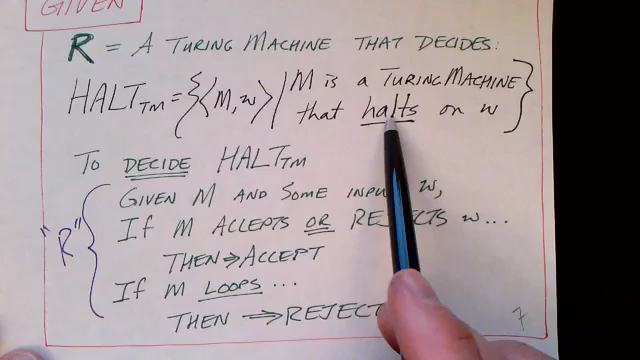 GIVEN
R = A TURING MACHINE THAT DECIDES:
HALT_TM = {⟨M, w⟩ | M IS A TURING MACHINE
that halts on w}
TO DECIDE HALT_TM
"R" {
GIVEN M AND SOME INPUT w,
IF M ACCEPTS OR REJECTS w...
THEN ⇒ ACCEPT
IF M LOOPS ...
THEN ⇒ REJECT
7